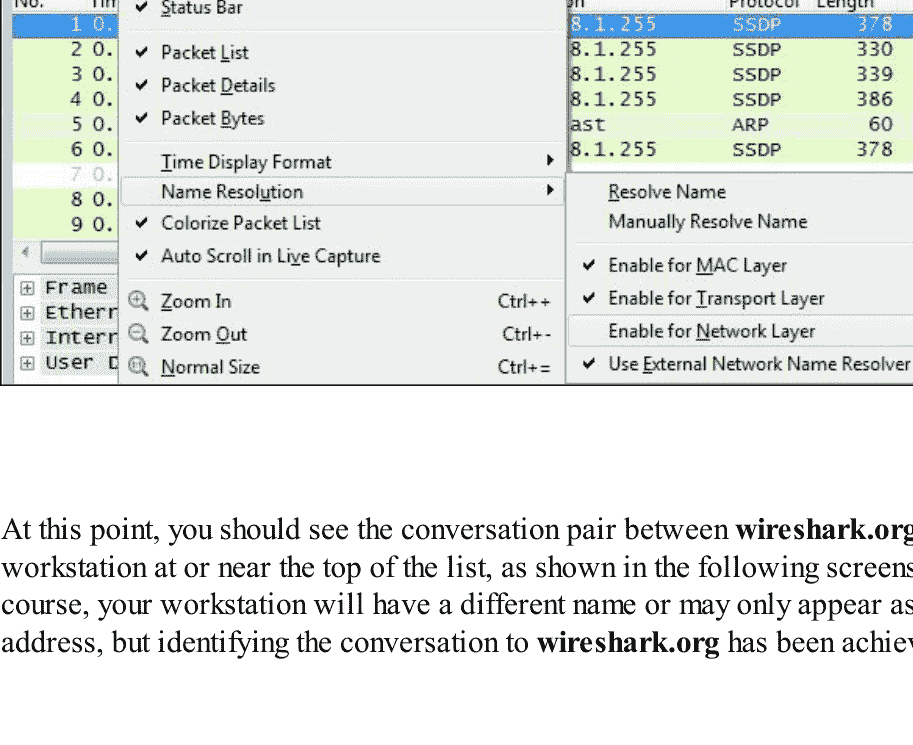 No.
1 0. 8.1.255 SSDP 378
2 0. 8.1.255 SSDP 330
3 0. 8.1.255 SSDP 339
4 0. 8.1.255 SSDP 386
5 0. ast ARP 60
6 0. 8.1.255 SSDP 378
7 0.
8 0.
9 0.
Frame
Ethern
Intern
User D
Status Bar
Packet List
Packet Details
Packet Bytes
Time Display Format
Name Resolution
Colorize Packet List
Auto Scroll in Live Capture
Zoom In Ctrl++
Zoom Out Ctrl+-
Normal Size Ctrl+=
on Protocol Length
Resolve Name
Manually Resolve Name
Enable for MAC Layer
Enable for Transport Layer
Enable for Network Layer
Use External Network Name Resolver
At this point, you should see the conversation pair between wireshark.org
workstation at or near the top of the list, as shown in the following screens
course, your workstation will have a different name or may only appear as
address, but identifying the conversation to wireshark.org has been achiev